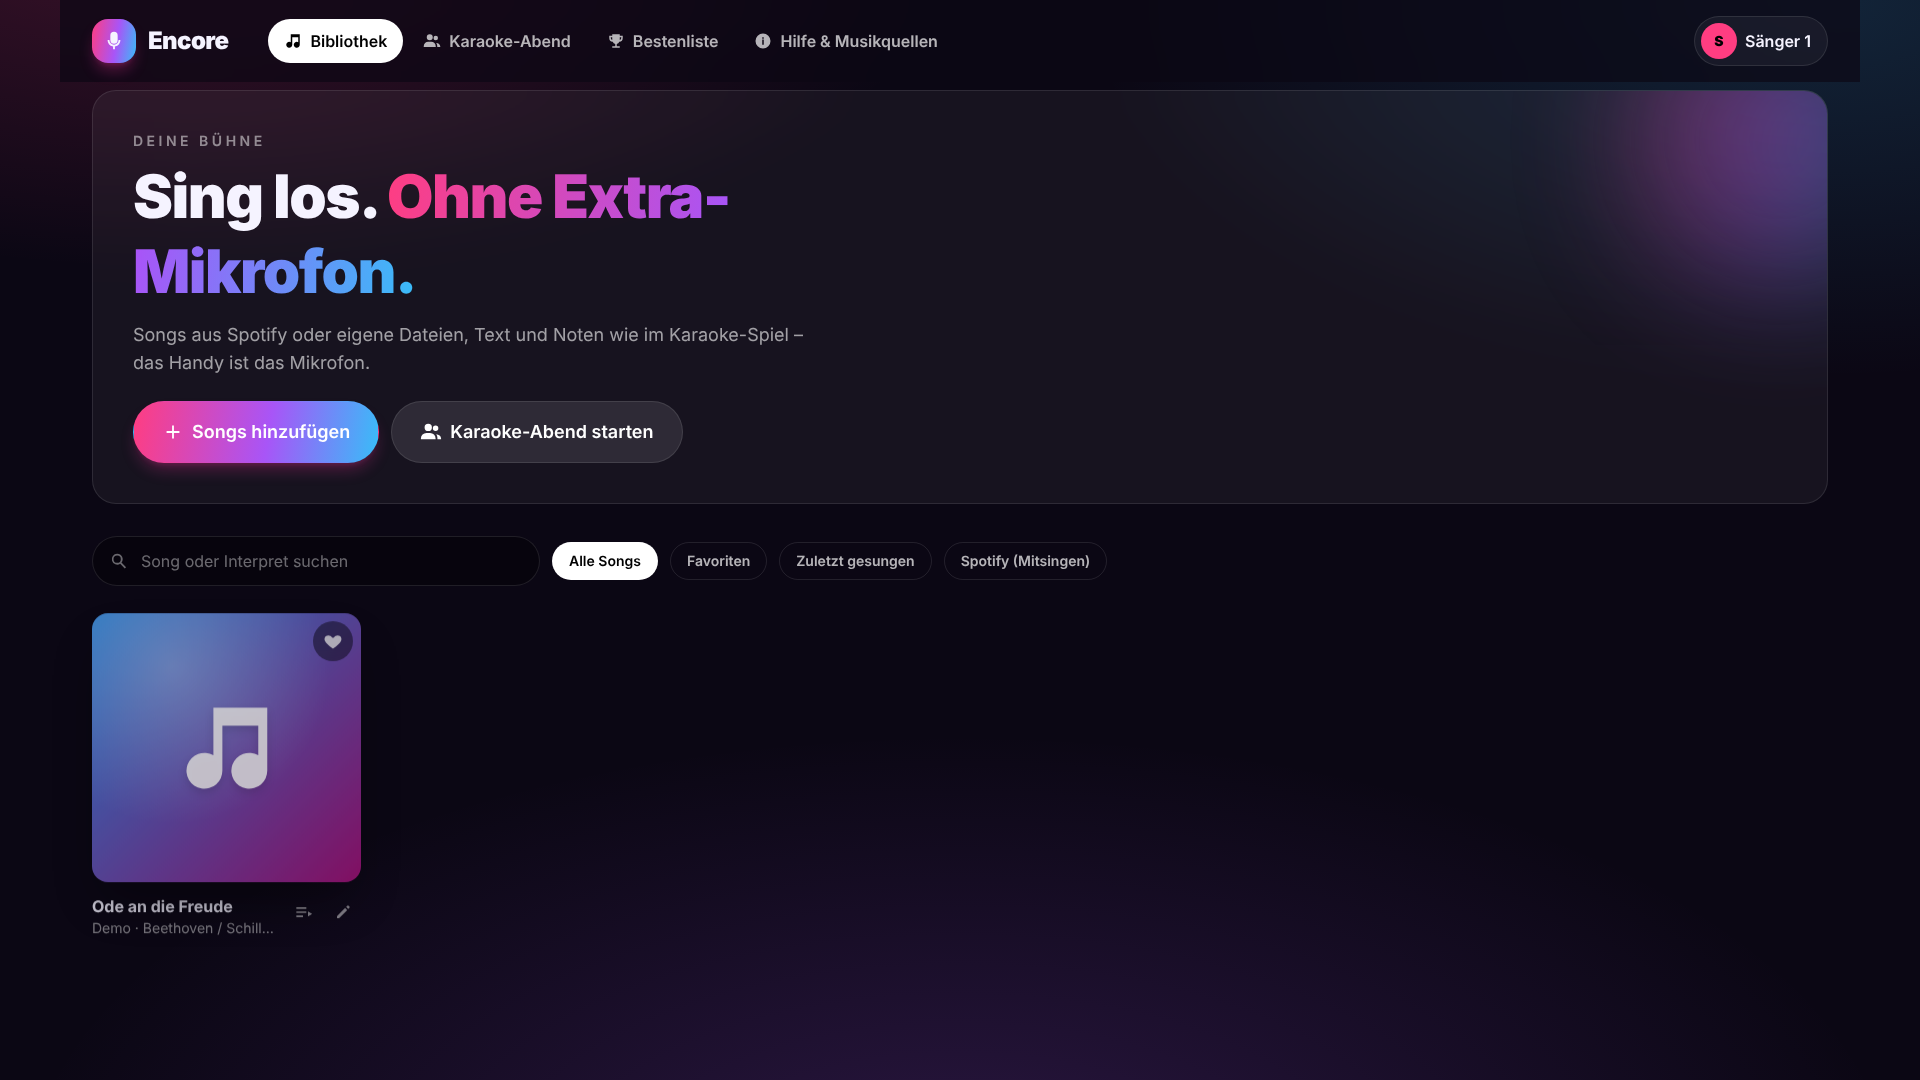 Encore
Bibliothek
Karaoke-Abend
Bestenliste
Hilfe & Musikquellen
S
Sänger 1
DEINE BÜHNE
Sing los. Ohne Extra-
Mikrofon.
Songs aus Spotify oder eigene Dateien, Text und Noten wie im Karaoke-Spiel –
das Handy ist das Mikrofon.
Songs hinzufügen
Karaoke-Abend starten
Song oder Interpret suchen
Alle Songs
Favoriten
Zuletzt gesungen
Spotify (Mitsingen)
Ode an die Freude
Demo · Beethoven / Schill...